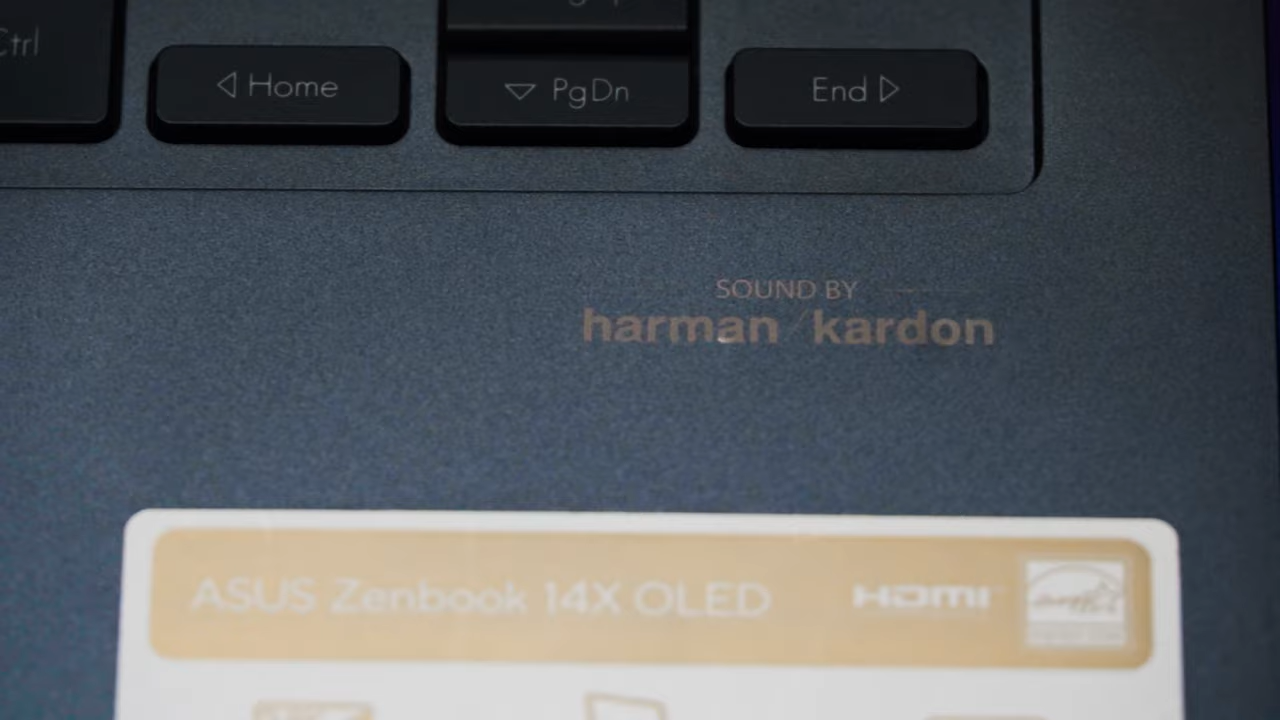 Ctrl
Home
PgDn
End
SOUND BY
harman/kardon
ASUS Zenbook 14X OLED
HDMI